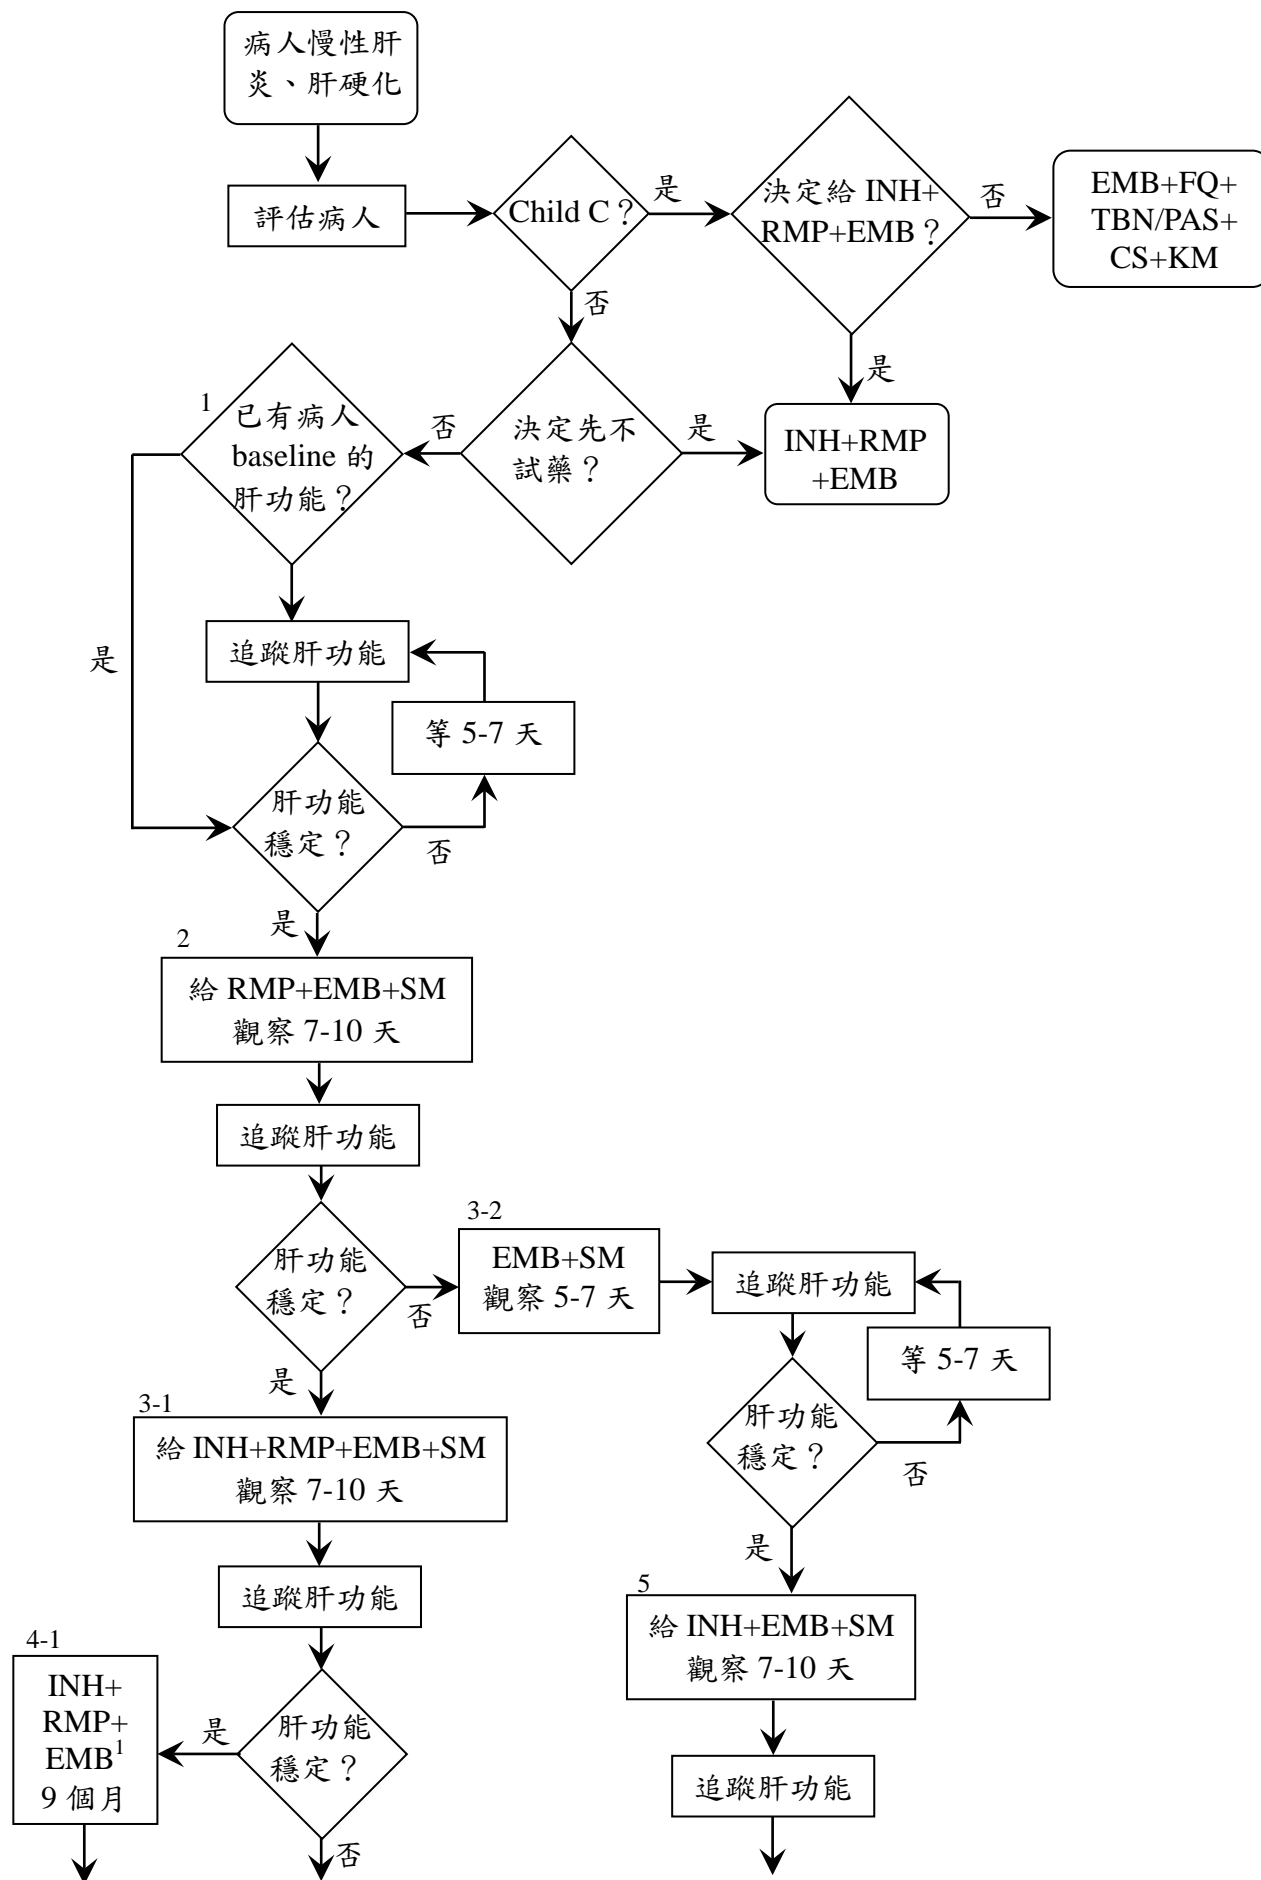 病人慢性肝
炎、肝硬化
評估病人
Child C？
是
決定給 INH+
RMP+EMB？
否
EMB+FQ+
TBN/PAS+
CS+KM
否
是
1
已有病人
baseline 的
肝功能？
否
決定先不
試藥？
是
INH+RMP
+EMB
是
追蹤肝功能
等 5-7 天
肝功能
穩定？
否
是
2
給 RMP+EMB+SM
觀察 7-10 天
追蹤肝功能
肝功能
穩定？
否
3-2
EMB+SM
觀察 5-7 天
追蹤肝功能
等 5-7 天
肝功能
穩定？
否
是
3-1
給 INH+RMP+EMB+SM
觀察 7-10 天
追蹤肝功能
是
5
給 INH+EMB+SM
觀察 7-10 天
追蹤肝功能
4-1
INH+
RMP+
EMB¹
9 個月
是
肝功能
穩定？
否